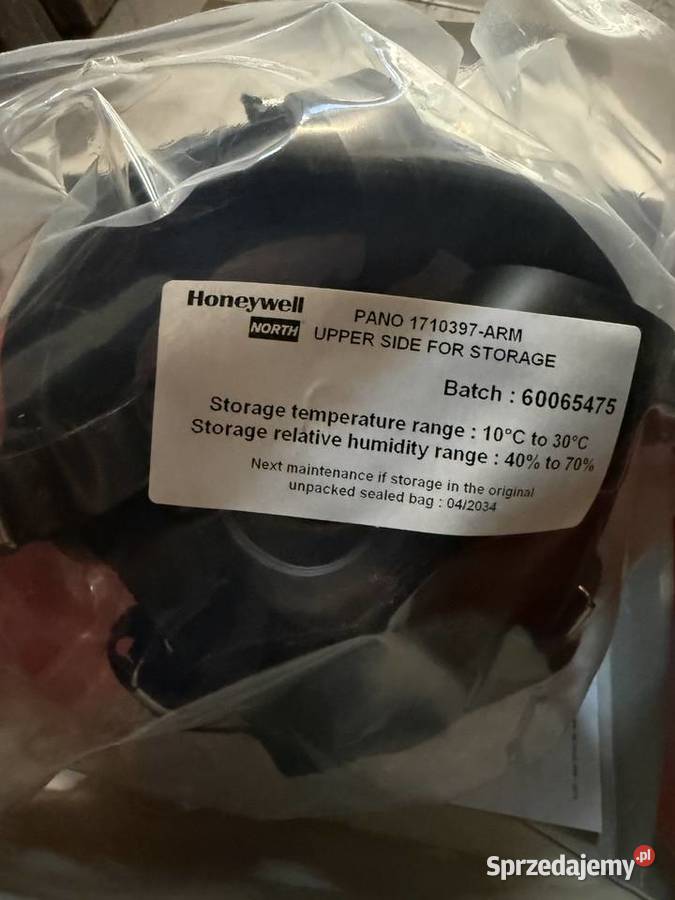 Honeywell
NORTH
PANO 1710397-ARM
UPPER SIDE FOR STORAGE
Batch : 60065475
Storage temperature range : 10°C to 30°C
Storage relative humidity range : 40% to 70%
Next maintenance if storage in the original
unpacked sealed bag : 04/2034
Sprzedajemy.pl